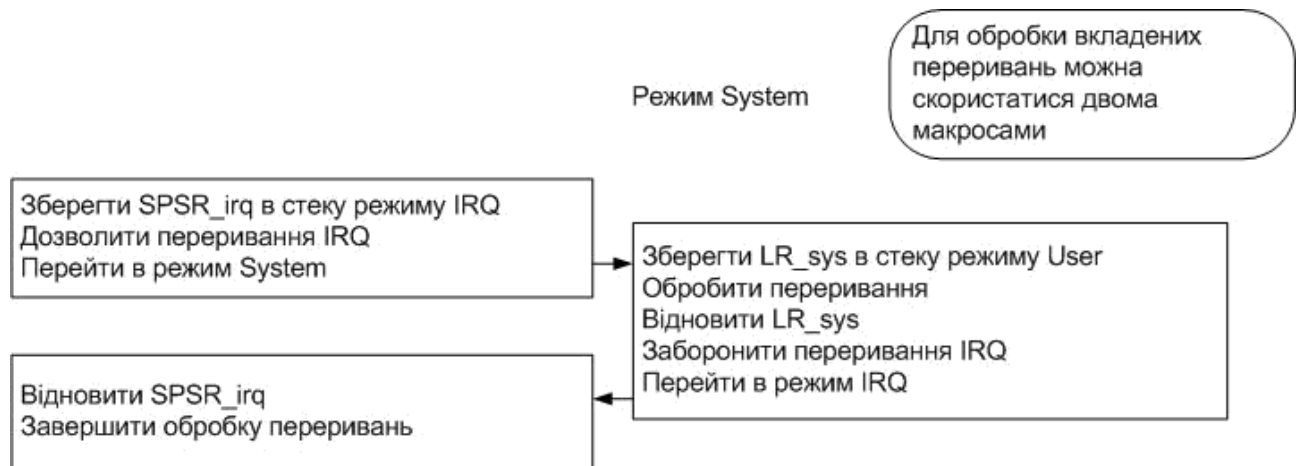 Для обробки вкладених
переривань можна
скористатися двома
макросами
Режим System
Зберегти SPSR_irq в стеку режиму IRQ
Дозволити переривання IRQ
Перейти в режим System
Зберегти LR_sys в стеку режиму User
Обробити переривання
Відновити LR_sys
Заборонити переривання IRQ
Перейти в режим IRQ
Відновити SPSR_irq
Завершити обробку переривань